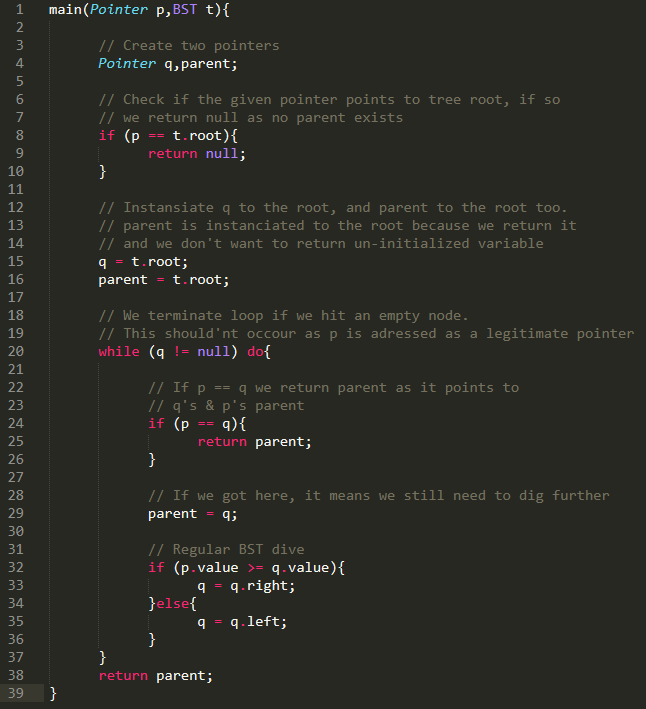 1 main(Pointer p,BST t){
2
3 // Create two pointers
4 Pointer q,parent;
5
6 // Check if the given pointer points to tree root, if so
7 // we return null as no parent exists
8 if (p == t.root){
9 return null;
10 }
11
12 // Instansiate q to the root, and parent to the root too.
13 // parent is instanciated to the root because we return it
14 // and we don't want to return un-initialized variable
15 q = t.root;
16 parent = t.root;
17
18 // We terminate loop if we hit an empty node.
19 // This should'nt occour as p is adressed as a legitimate pointer
20 while (q != null) do{
21
22 // If p == q we return parent as it points to
23 // q's & p's parent
24 if (p == q){
25 return parent;
26 }
27
28 // If we got here, it means we still need to dig further
29 parent = q;
30
31 // Regular BST dive
32 if (p.value >= q.value){
33 q = q.right;
34 }else{
35 q = q.left;
36 }
37 }
38 return parent;
39 }